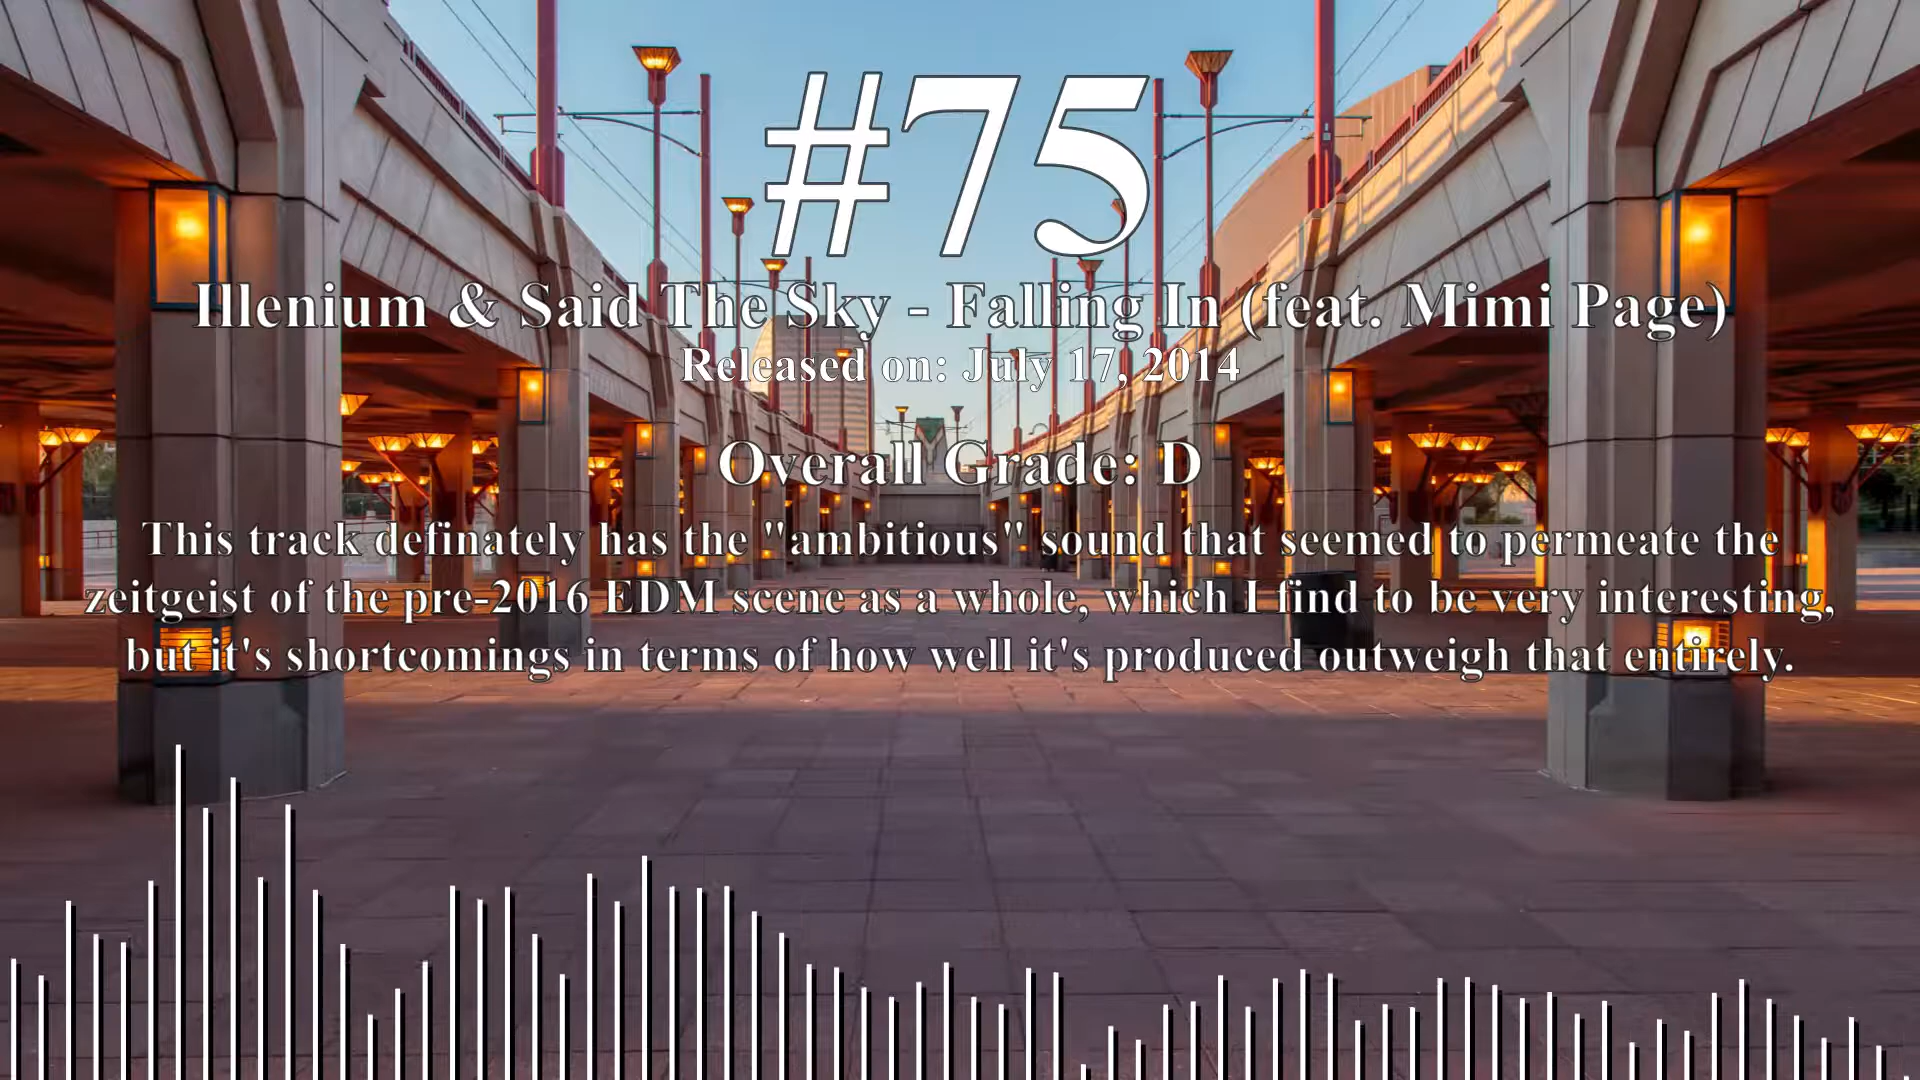 #75
Illenium & Said The Sky - Falling In (feat. Mimi Page)
Released on: July 17, 2014
Overall Grade: D
This track definately has the "ambitious" sound that seemed to permeate the
zeitgeist of the pre-2016 EDM scene as a whole, which I find to be very interesting,
but it's shortcomings in terms of how well it's produced outweigh that entirely.